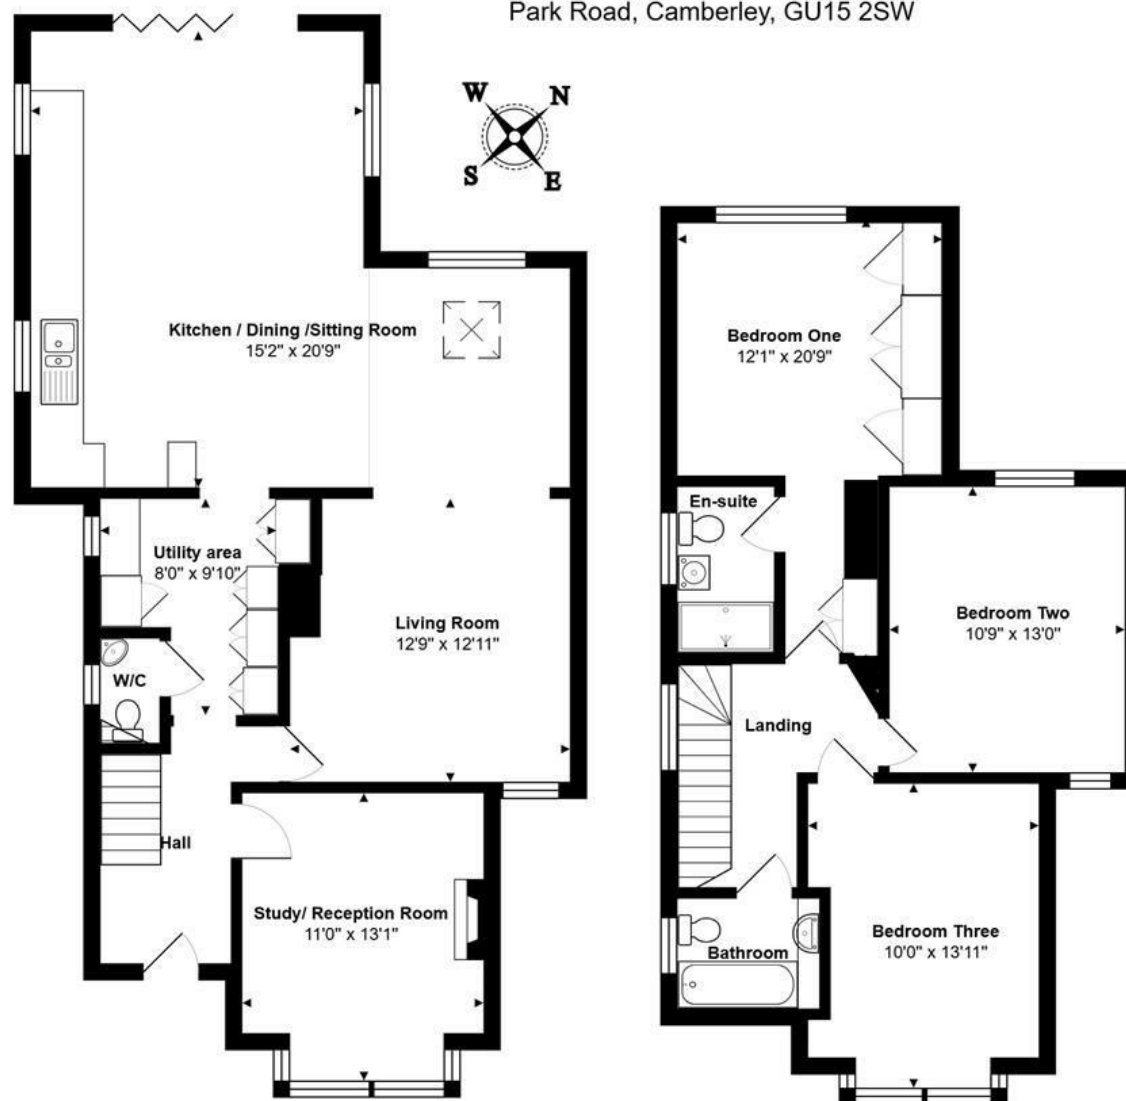 Park Road, Camberley, GU15 2SW
W N
S E
Kitchen / Dining /Sitting Room
15'2" x 20'9"
Utility area
8'0" x 9'10"
Living Room
12'9" x 12'11"
W/C
Hall
Study/ Reception Room
11'0" x 13'1"
Bedroom One
12'1" x 20'9"
En-suite
Bedroom Two
10'9" x 13'0"
Landing
Bedroom Three
10'0" x 13'11"
Bathroom